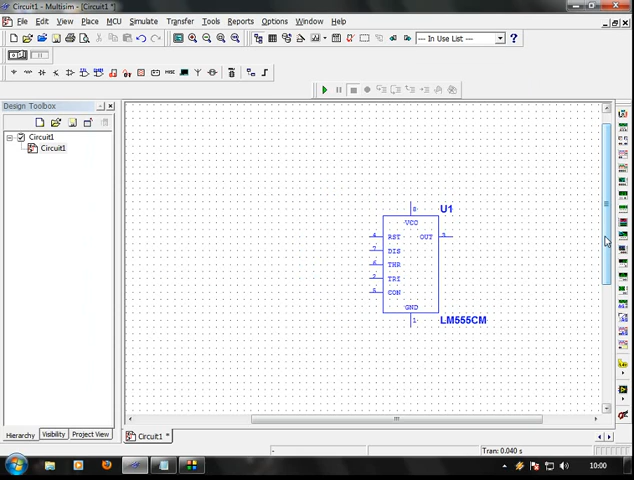 Circuit1 - Multisim - [Circuit1 *]
File Edit View Place MCU Simulate Transfer Tools Reports Options Window Help
--- In Use List ---
MISC
Design Toolbox
Circuit1
Circuit1
8
U1
VCC
4 RST OUT 3
7 DIS
6 THR
2 TRI
5 CON
GND
1
LM555CM
Hierarchy Visibility Project View
Circuit1 *
Tran: 0.040 s
10:00